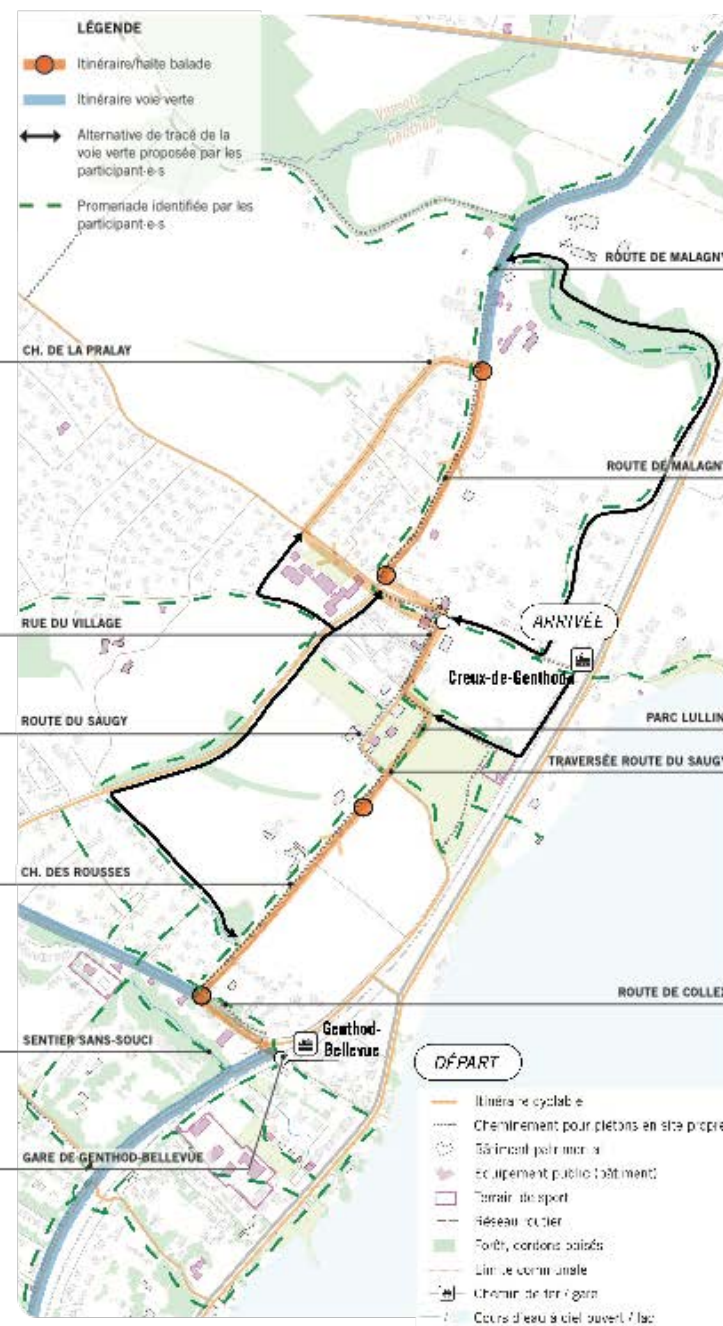 LÉGENDE
Itinéraire/halte balade
Itinéraire voie verte
Alternative de tracé de la
voie verte proposée par les
participant·e·s
Promenade identifiée par les
participant·e·s
ROUTE DE MALAGNY
CH. DE LA PRALAY
ROUTE DE MALAGNY
ARRIVÉE
RUE DU VILLAGE
Creux-de-Genthod
ROUTE DU SAUGY
PARC LULLIN
TRAVERSÉE ROUTE DU SAUGY
CH. DES ROUSSES
ROUTE DE COLLEX
SENTIER SANS-SOUCI
Genthod-
Bellevue
DÉPART
GARE DE GENTHOD-BELLEVUE
Itinéraire cyclable
Cheminement pour piétons en site propre
Bâtiment patrimonial
Equipement public (bâtiment)
Terrain de sport
Réseau routier
Forêt, cordons boisés
Limite communale
Chemin de fer / gare
Cours d'eau à ciel ouvert / lac